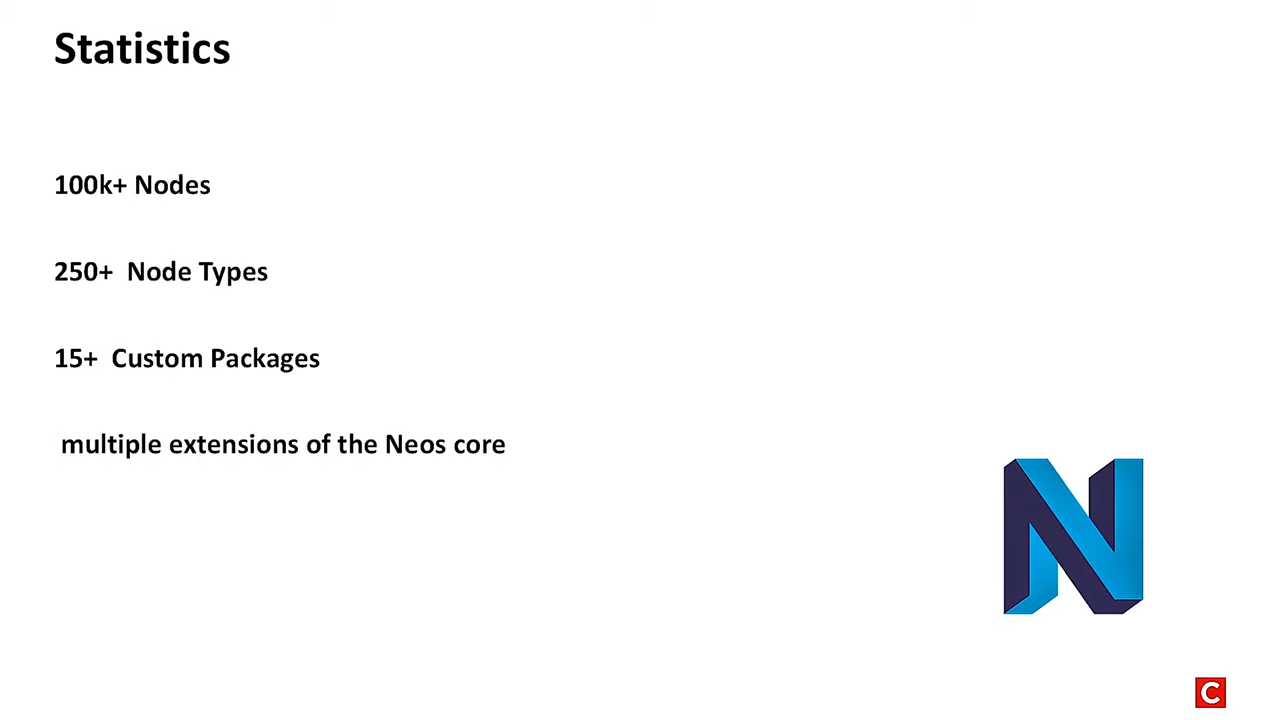 Statistics
100k+ Nodes
250+  Node Types
15+  Custom Packages
multiple extensions of the Neos core
C